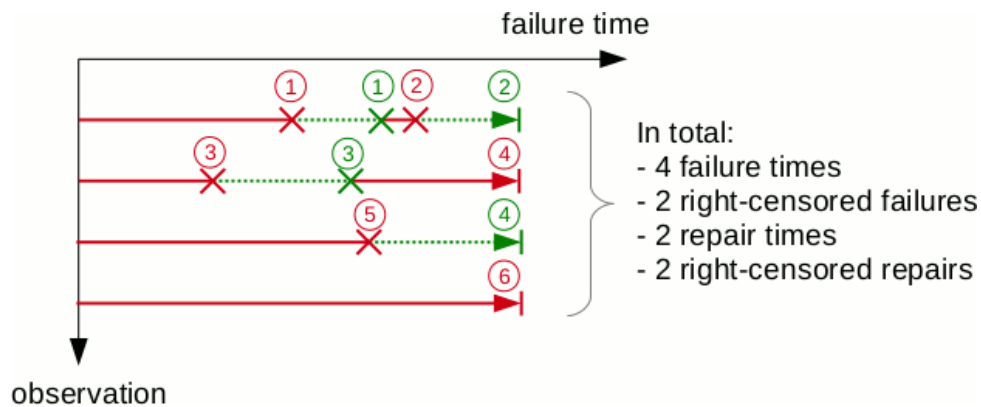 failure time
1 1 2 2
3 3 4
In total:
- 4 failure times
5 4
- 2 right-censored failures
- 2 repair times
6
- 2 right-censored repairs
observation